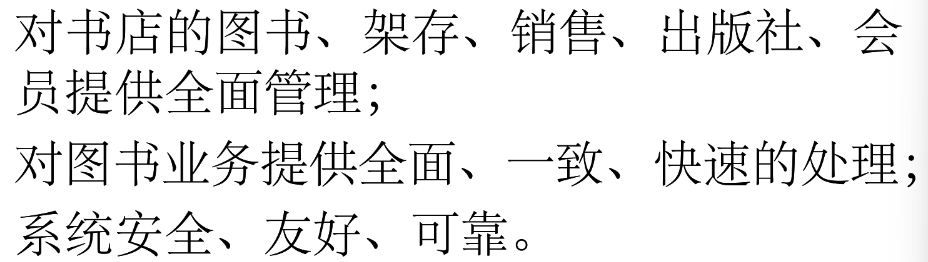 对书店的图书、架存、销售、出版社、会
员提供全面管理;
对图书业务提供全面、一致、快速的处理;
系统安全、友好、可靠。